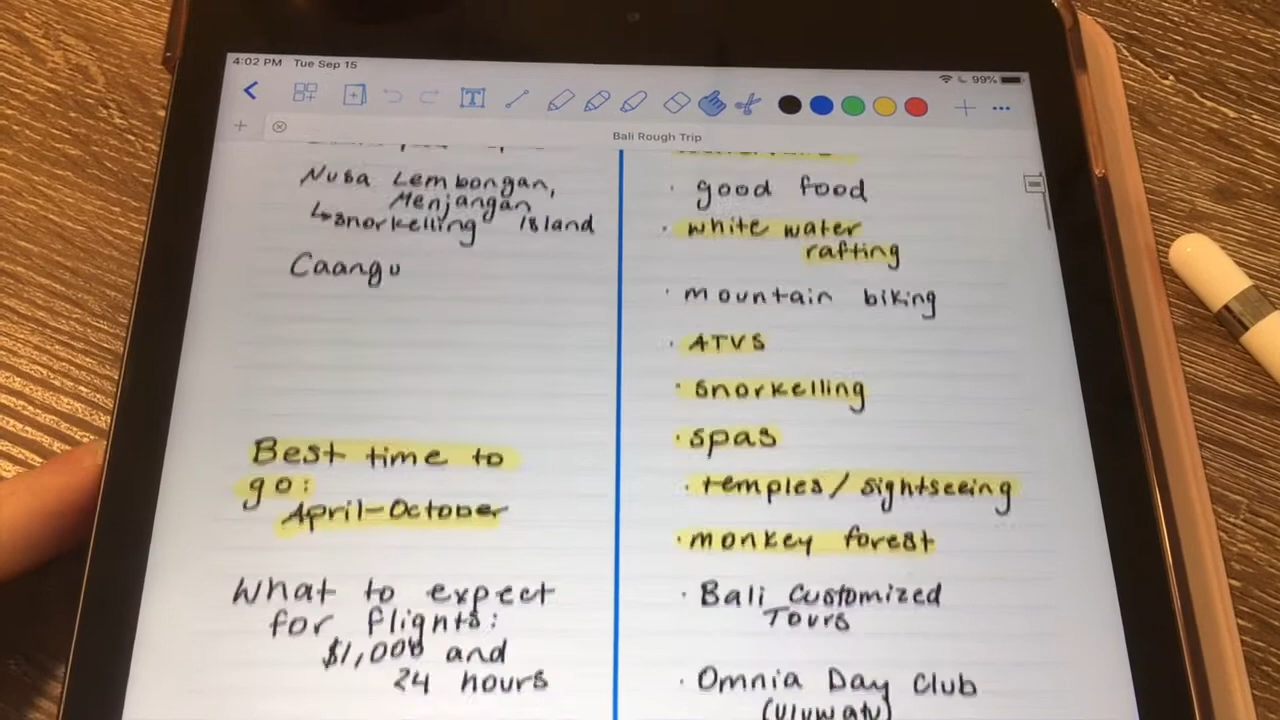 4:02 PM Tue Sep 15
99%
Bali Rough Trip
Nusa Lembongan,
Menjangan
↳snorkelling Island
Caangu
Best time to
go:
April-October
What to expect
for flights:
$1,000 and
24 hours
· good food
· white water
rafting
· mountain biking
· ATVS
· snorkelling
· spas
· temples/sightseeing
· monkey forest
· Bali Customized
Tours
· Omnia Day Club
(Uluwatu)